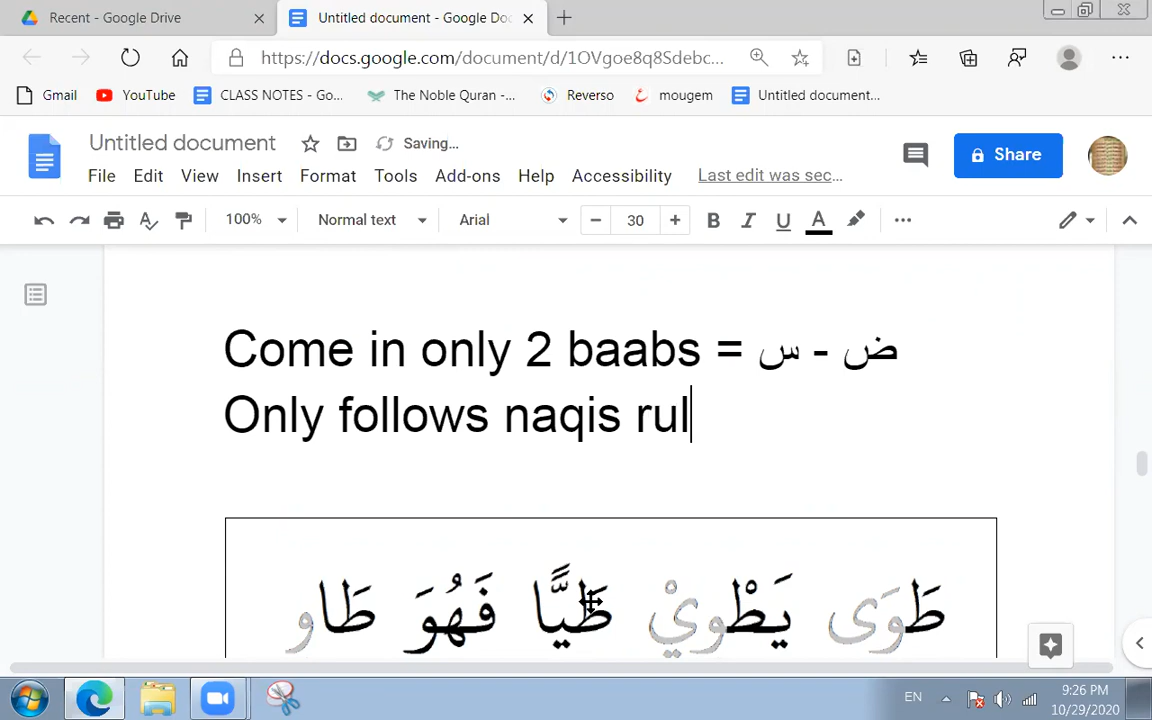 Recent - Google Drive
Untitled document - Google Doc
https://docs.google.com/document/d/1OVgoe8q8Sdebc...
Gmail
YouTube
CLASS NOTES - Go...
The Noble Quran -...
Reverso
mougem
Untitled document...
Untitled document
Saving...
Share
File Edit View Insert Format Tools Add-ons Help Accessibility Last edit was sec...
100% Normal text Arial 30 B I U A
Come in only 2 baabs = ض - س
Only follows naqis rul
طَوَى يَطْوِيْ طَيًّا فَهُوَ طَاو
EN 9:26 PM
10/29/2020